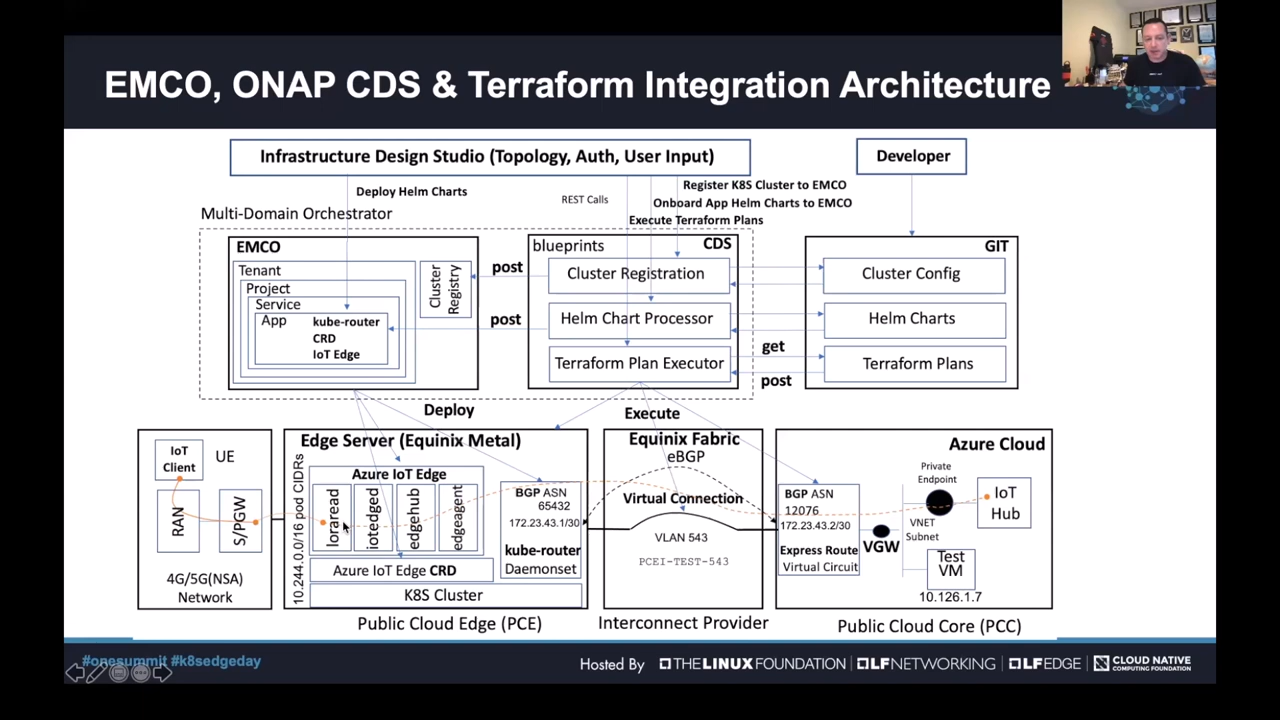 EMCO, ONAP CDS & Terraform Integration Architecture
Infrastructure Design Studio (Topology, Auth, User Input)
Developer
Deploy Helm Charts
REST Calls
Register K8S Cluster to EMCO
Onboard App Helm Charts to EMCO
Execute Terraform Plans
Multi-Domain Orchestrator
EMCO
Tenant
Project
Service
App
kube-router
CRD
IoT Edge
Cluster
Registry
post
post
blueprints
CDS
Cluster Registration
Helm Chart Processor
Terraform Plan Executor
get
post
GIT
Cluster Config
Helm Charts
Terraform Plans
Deploy
Execute
IoT
Client
UE
RAN
S/PGW
4G/5G(NSA)
Network
Edge Server (Equinix Metal)
10.244.0.0/16 pod CIDRs
Azure IoT Edge
loraread
iotedged
edgehub
edgeagent
Azure IoT Edge CRD
K8S Cluster
BGP ASN
65432
172.23.43.1/30
kube-router
Daemonset
Public Cloud Edge (PCE)
Equinix Fabric
eBGP
Virtual Connection
VLAN 543
PCEI-TEST-543
Interconnect Provider
Azure Cloud
BGP ASN
12076
172.23.43.2/30
Express Route
Virtual Circuit
VGW
Private
Endpoint
VNET
Subnet
IoT
Hub
Test
VM
10.126.1.7
Public Cloud Core (PCC)
#onesummit #k8sedgeday
Hosted By
THE LINUX FOUNDATION
LF NETWORKING
LF EDGE
CLOUD NATIVE
COMPUTING FOUNDATION